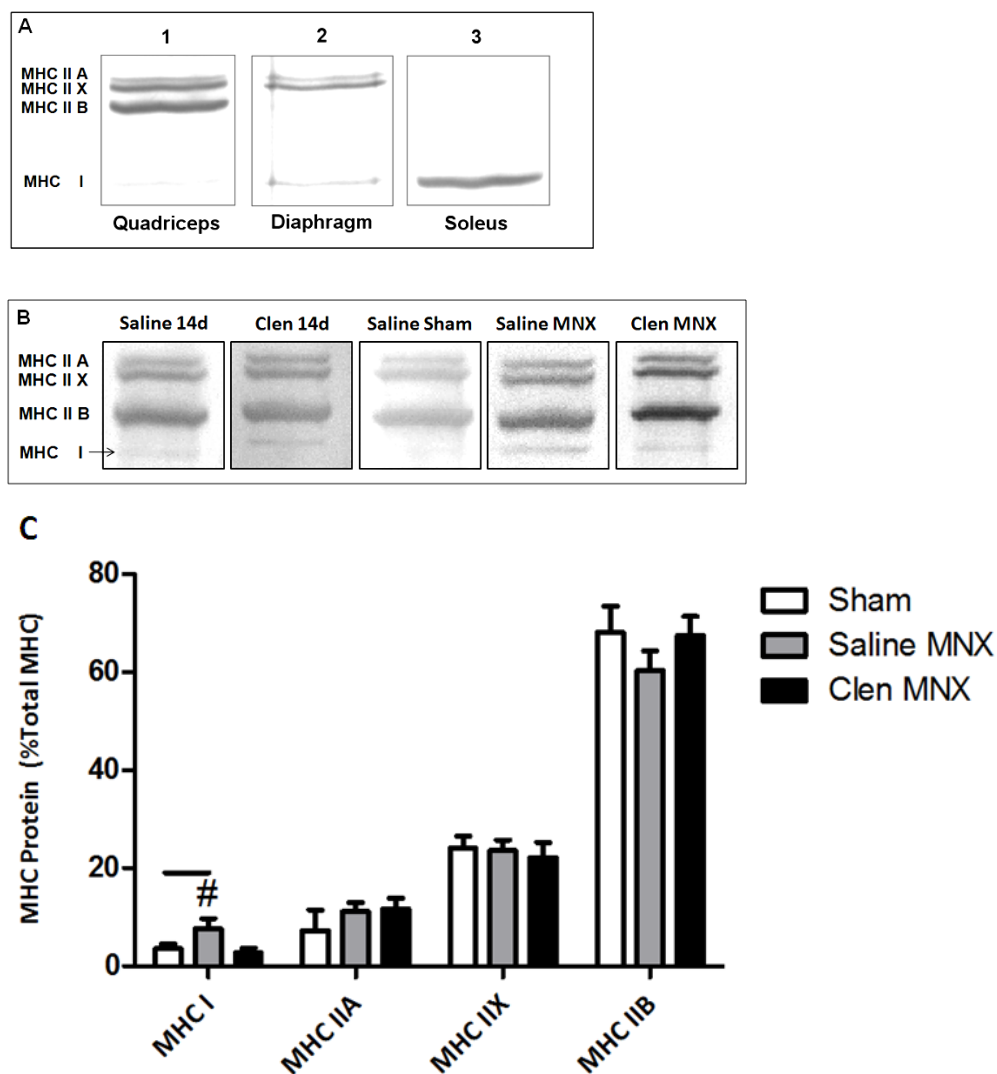 A
1 2 3
MHC II A
MHC II X
MHC II B
MHC I
Quadriceps Diaphragm Soleus
B
Saline 14d Clen 14d Saline Sham Saline MNX Clen MNX
MHC II A
MHC II X
MHC II B
MHC I
C
MHC Protein (%Total MHC)
80
60
40
20
0
#
Sham
Saline MNX
Clen MNX
MHC I
MHC IIA
MHC IIX
MHC IIB